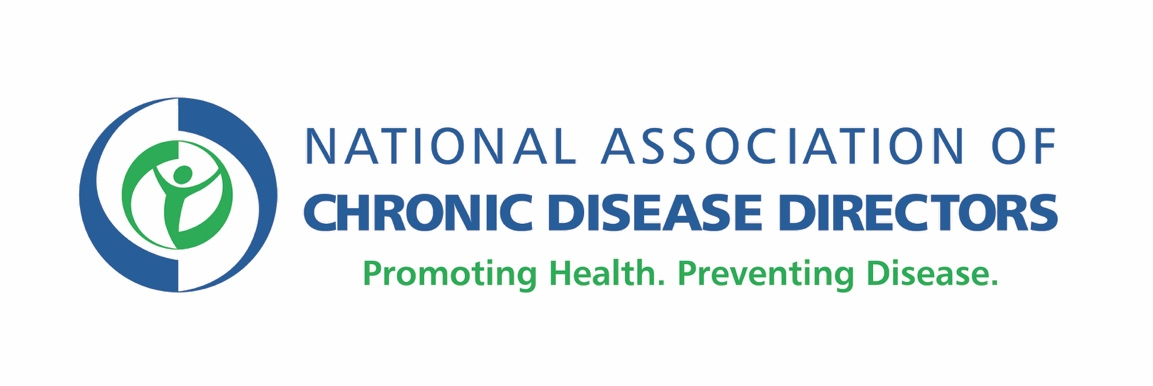 NATIONAL ASSOCIATION OF
CHRONIC DISEASE DIRECTORS
Promoting Health. Preventing Disease.